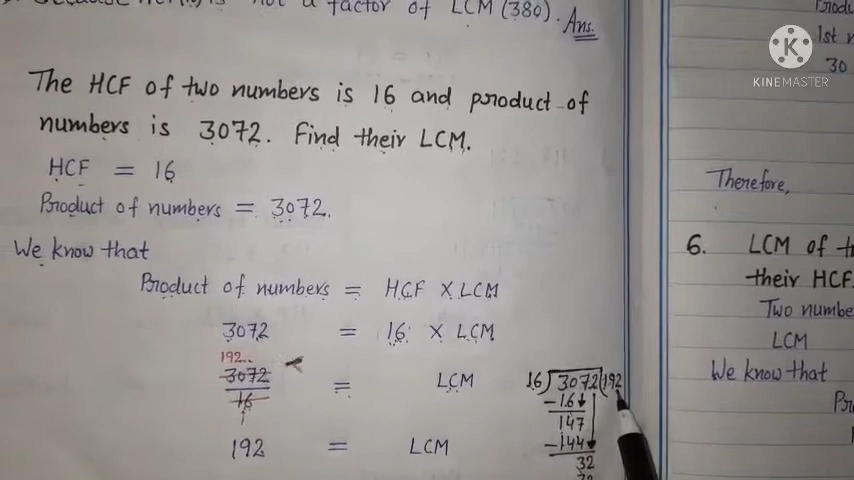 not a factor of LCM (380). Ans.
The HCF of two numbers is 16 and product of
numbers is 3072. Find their LCM.
HCF = 16
Product of numbers = 3072.
We know that
Product of numbers = HCF X LCM
3072 = 16 X LCM
192
3072 = LCM
16
1
192 = LCM
16)3072(192
-16
147
-144
32
1st
30
KINEMASTER
Therefore,
6. LCM of
their HCF.
Two
LCM
We know that